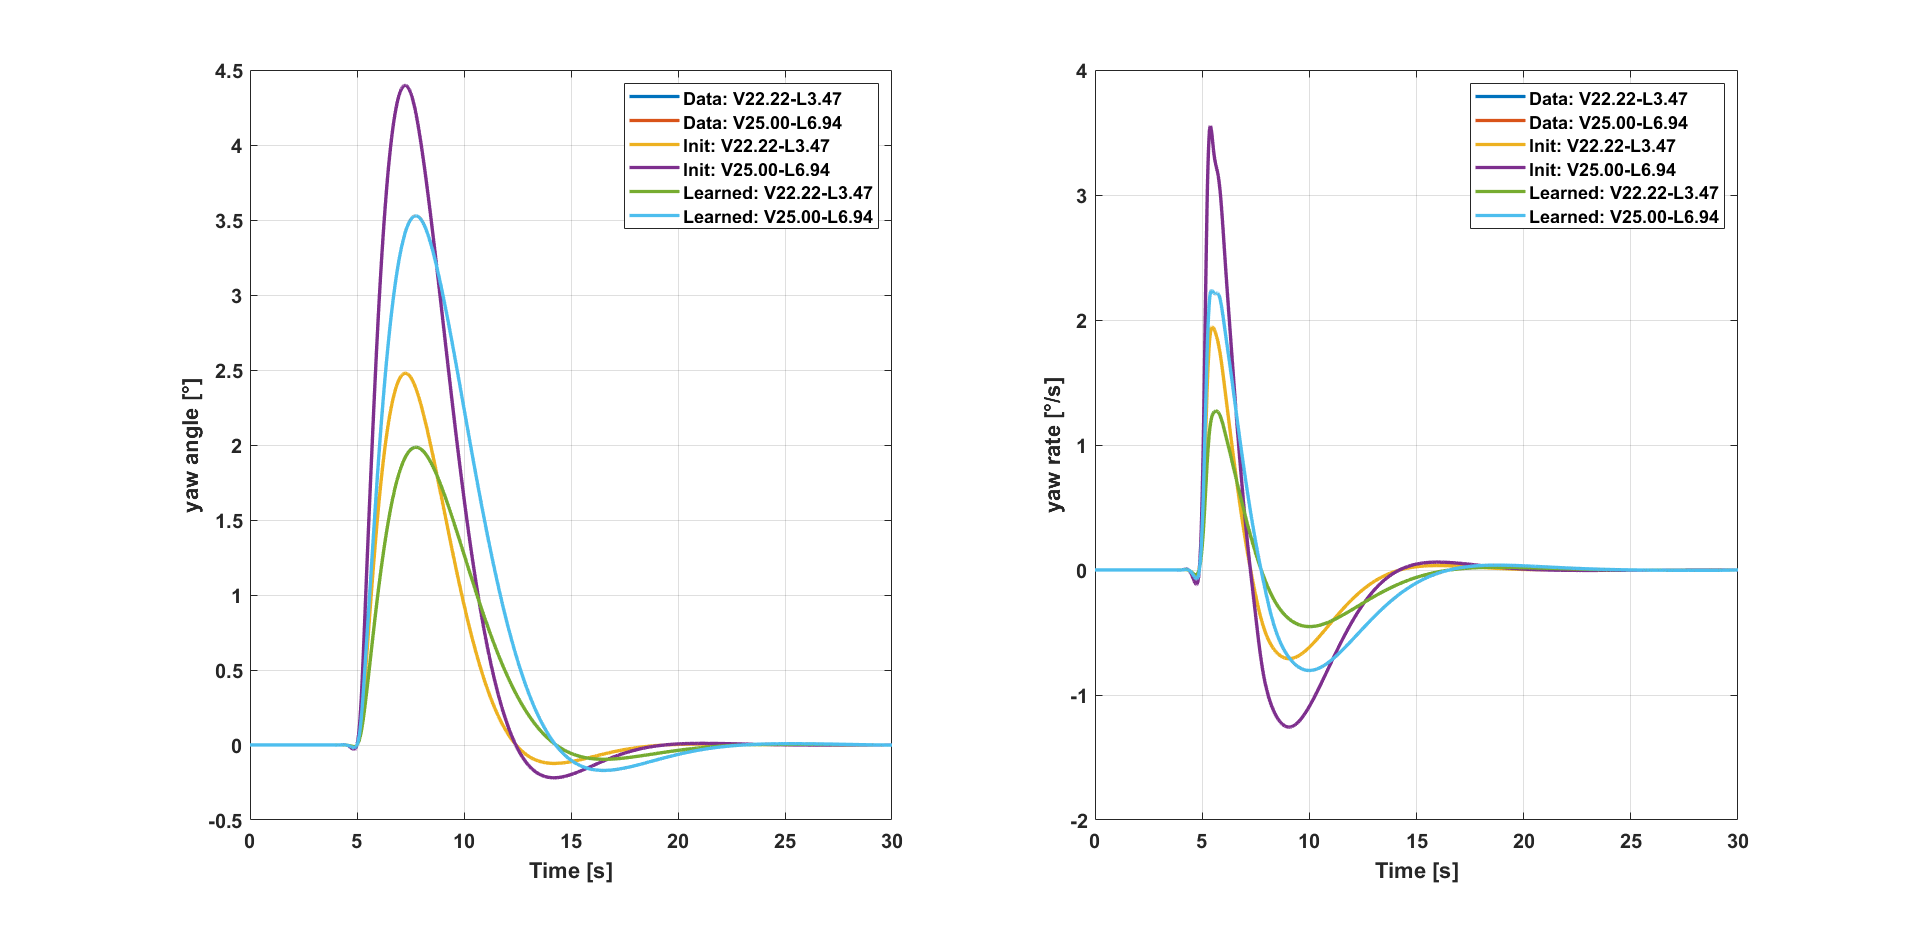 4.5
4
3.5
3
2.5
2
1.5
1
0.5
0
-0.5
yaw angle [°]
0 5 10 15 20 25 30
Time [s]
Data: V22.22-L3.47
Data: V25.00-L6.94
Init: V22.22-L3.47
Init: V25.00-L6.94
Learned: V22.22-L3.47
Learned: V25.00-L6.94
4
3
2
1
0
-1
-2
yaw rate [°/s]
0 5 10 15 20 25 30
Time [s]
Data: V22.22-L3.47
Data: V25.00-L6.94
Init: V22.22-L3.47
Init: V25.00-L6.94
Learned: V22.22-L3.47
Learned: V25.00-L6.94